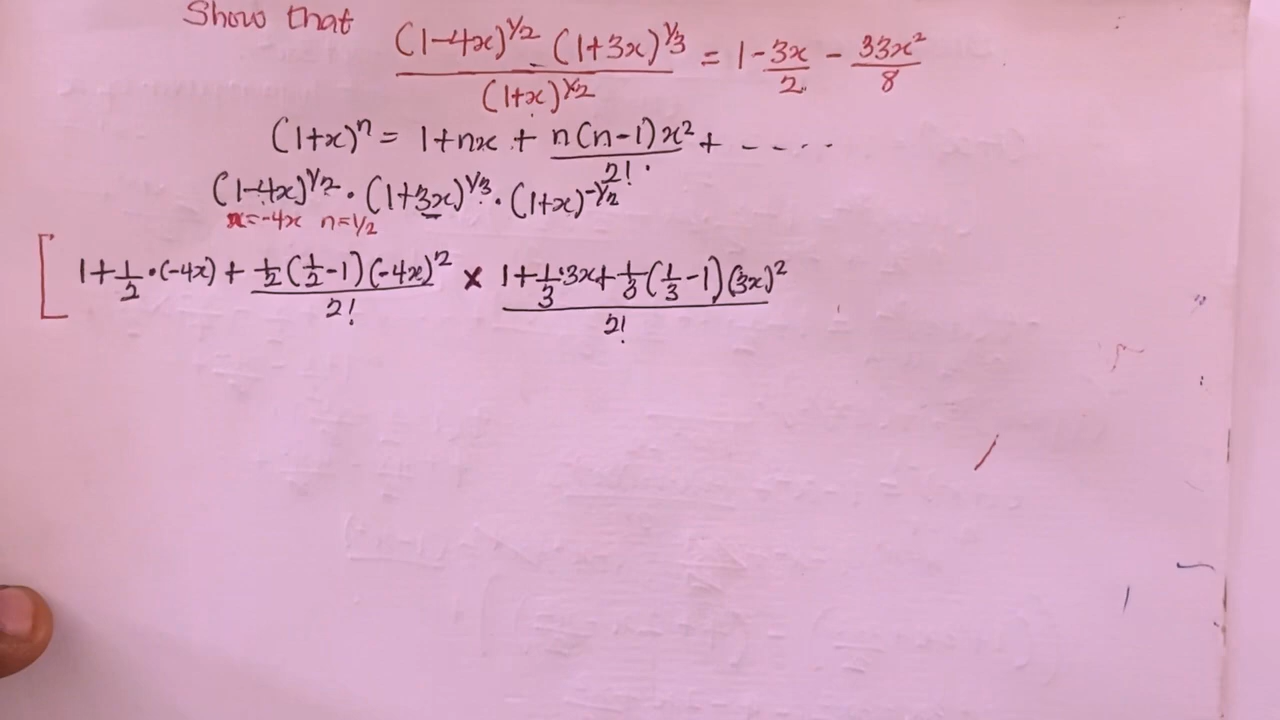 Show that
(1-4x)^1/2 - (1+3x)^1/3 / (1+x)^1/2 = 1 - 3x/2 - 33x²/8
(1+x)^n = 1+nx + n(n-1)x²/2! + ....
(1-4x)^1/2 . (1+3x)^1/3 . (1+x)^-1/2
x=-4x n=1/2
[ 1+1/2 . (-4x) + 1/2(1/2-1)(-4x)²/2! × 1+1/3.3x+1/3(1/3-1)(3x)²/2!